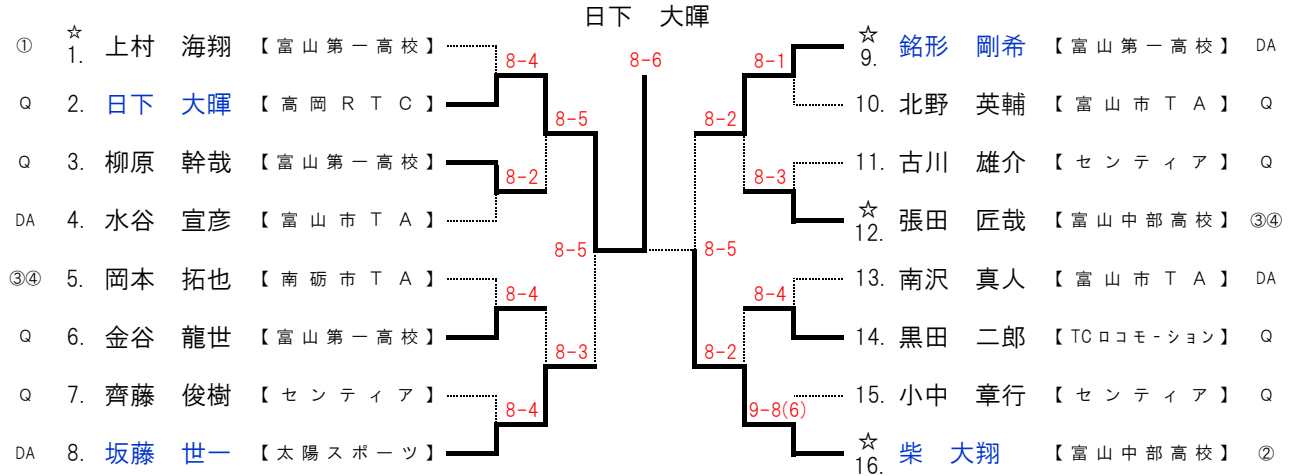 日下 大暉
① ☆ 1. 上村 海翔 【富山第一高校】
Q 2. 日下 大暉 【高岡RTC】
8-4
Q 3. 柳原 幹哉 【富山第一高校】
DA 4. 水谷 宣彦 【富山市TA】
8-2
8-5
③④ 5. 岡本 拓也 【南砺市TA】
Q 6. 金谷 龍世 【富山第一高校】
8-4
Q 7. 齊藤 俊樹 【センティア】
DA 8. 坂藤 世一 【太陽スポーツ】
8-4
8-3
8-5
8-6
☆ 9. 銘形 剛希 【富山第一高校】 DA
10. 北野 英輔 【富山市TA】 Q
8-1
11. 古川 雄介 【センティア】 Q
☆ 12. 張田 匠哉 【富山中部高校】 ③④
8-3
8-2
13. 南沢 真人 【富山市TA】 DA
14. 黒田 二郎 【TCロコモ-ション】 Q
8-4
15. 小中 章行 【センティア】 Q
☆ 16. 柴 大翔 【富山中部高校】 ②
9-8(6)
8-2
8-5